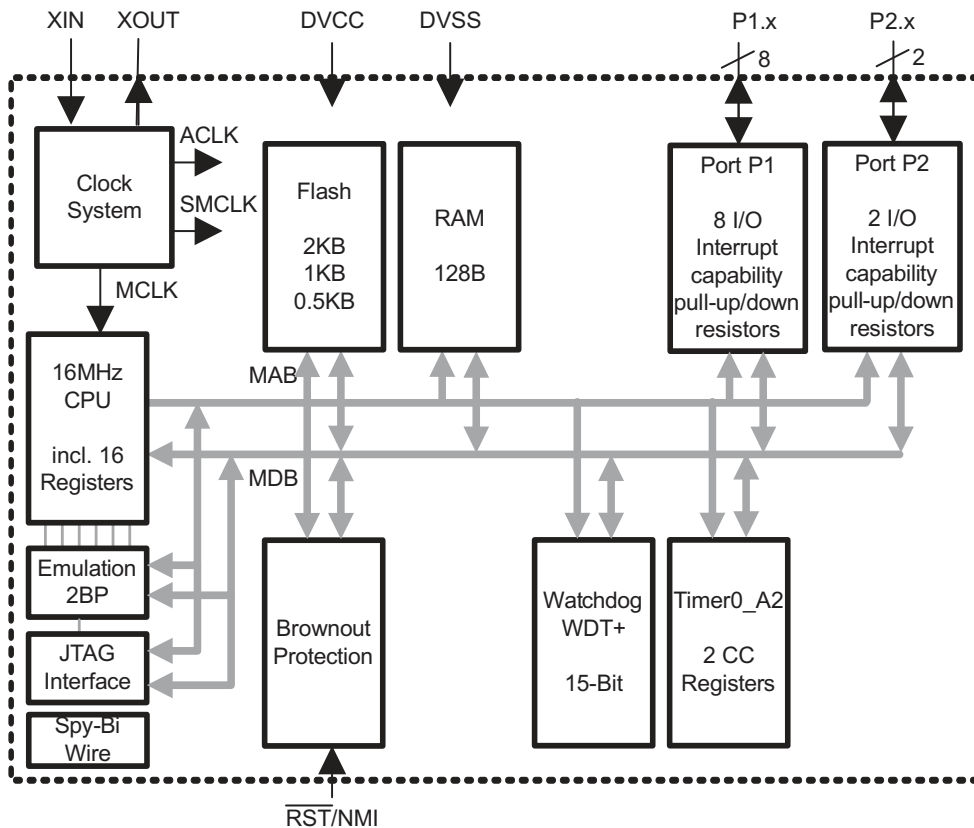 XIN XOUT DVCC DVSS P1.x P2.x
8 2
ACLK
Clock
System
SMCLK
MCLK
Flash
2KB
1KB
0.5KB
RAM
128B
Port P1
8 I/O
Interrupt
capability
pull-up/down
resistors
Port P2
2 I/O
Interrupt
capability
pull-up/down
resistors
16MHz
CPU
incl. 16
Registers
MAB
MDB
Emulation
2BP
JTAG
Interface
Spy-Bi
Wire
Brownout
Protection
Watchdog
WDT+
15-Bit
Timer0_A2
2 CC
Registers
R̅S̅T̅/NMI